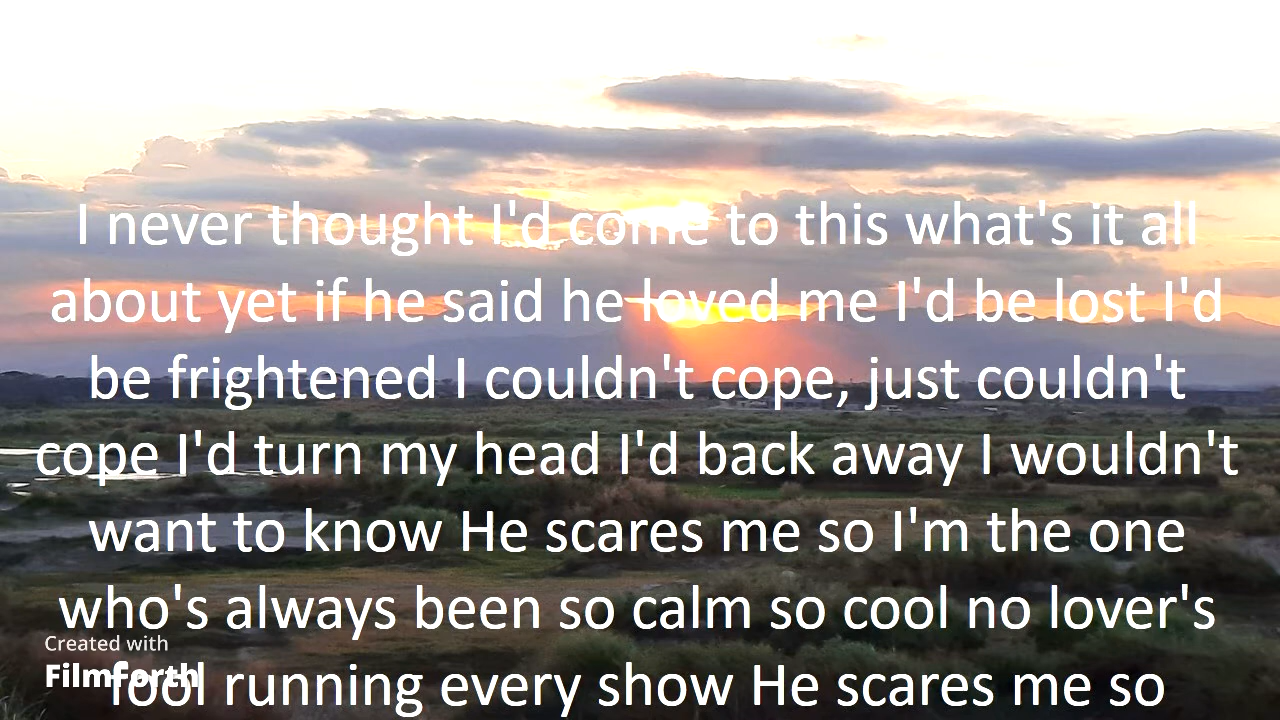 I never thought I'd come to this what's it all
about yet if he said he loved me I'd be lost I'd
be frightened I couldn't cope, just couldn't
cope I'd turn my head I'd back away I wouldn't
want to know He scares me so I'm the one
who's always been so calm so cool no lover's
Created with
FilmForth
fool running every show He scares me so